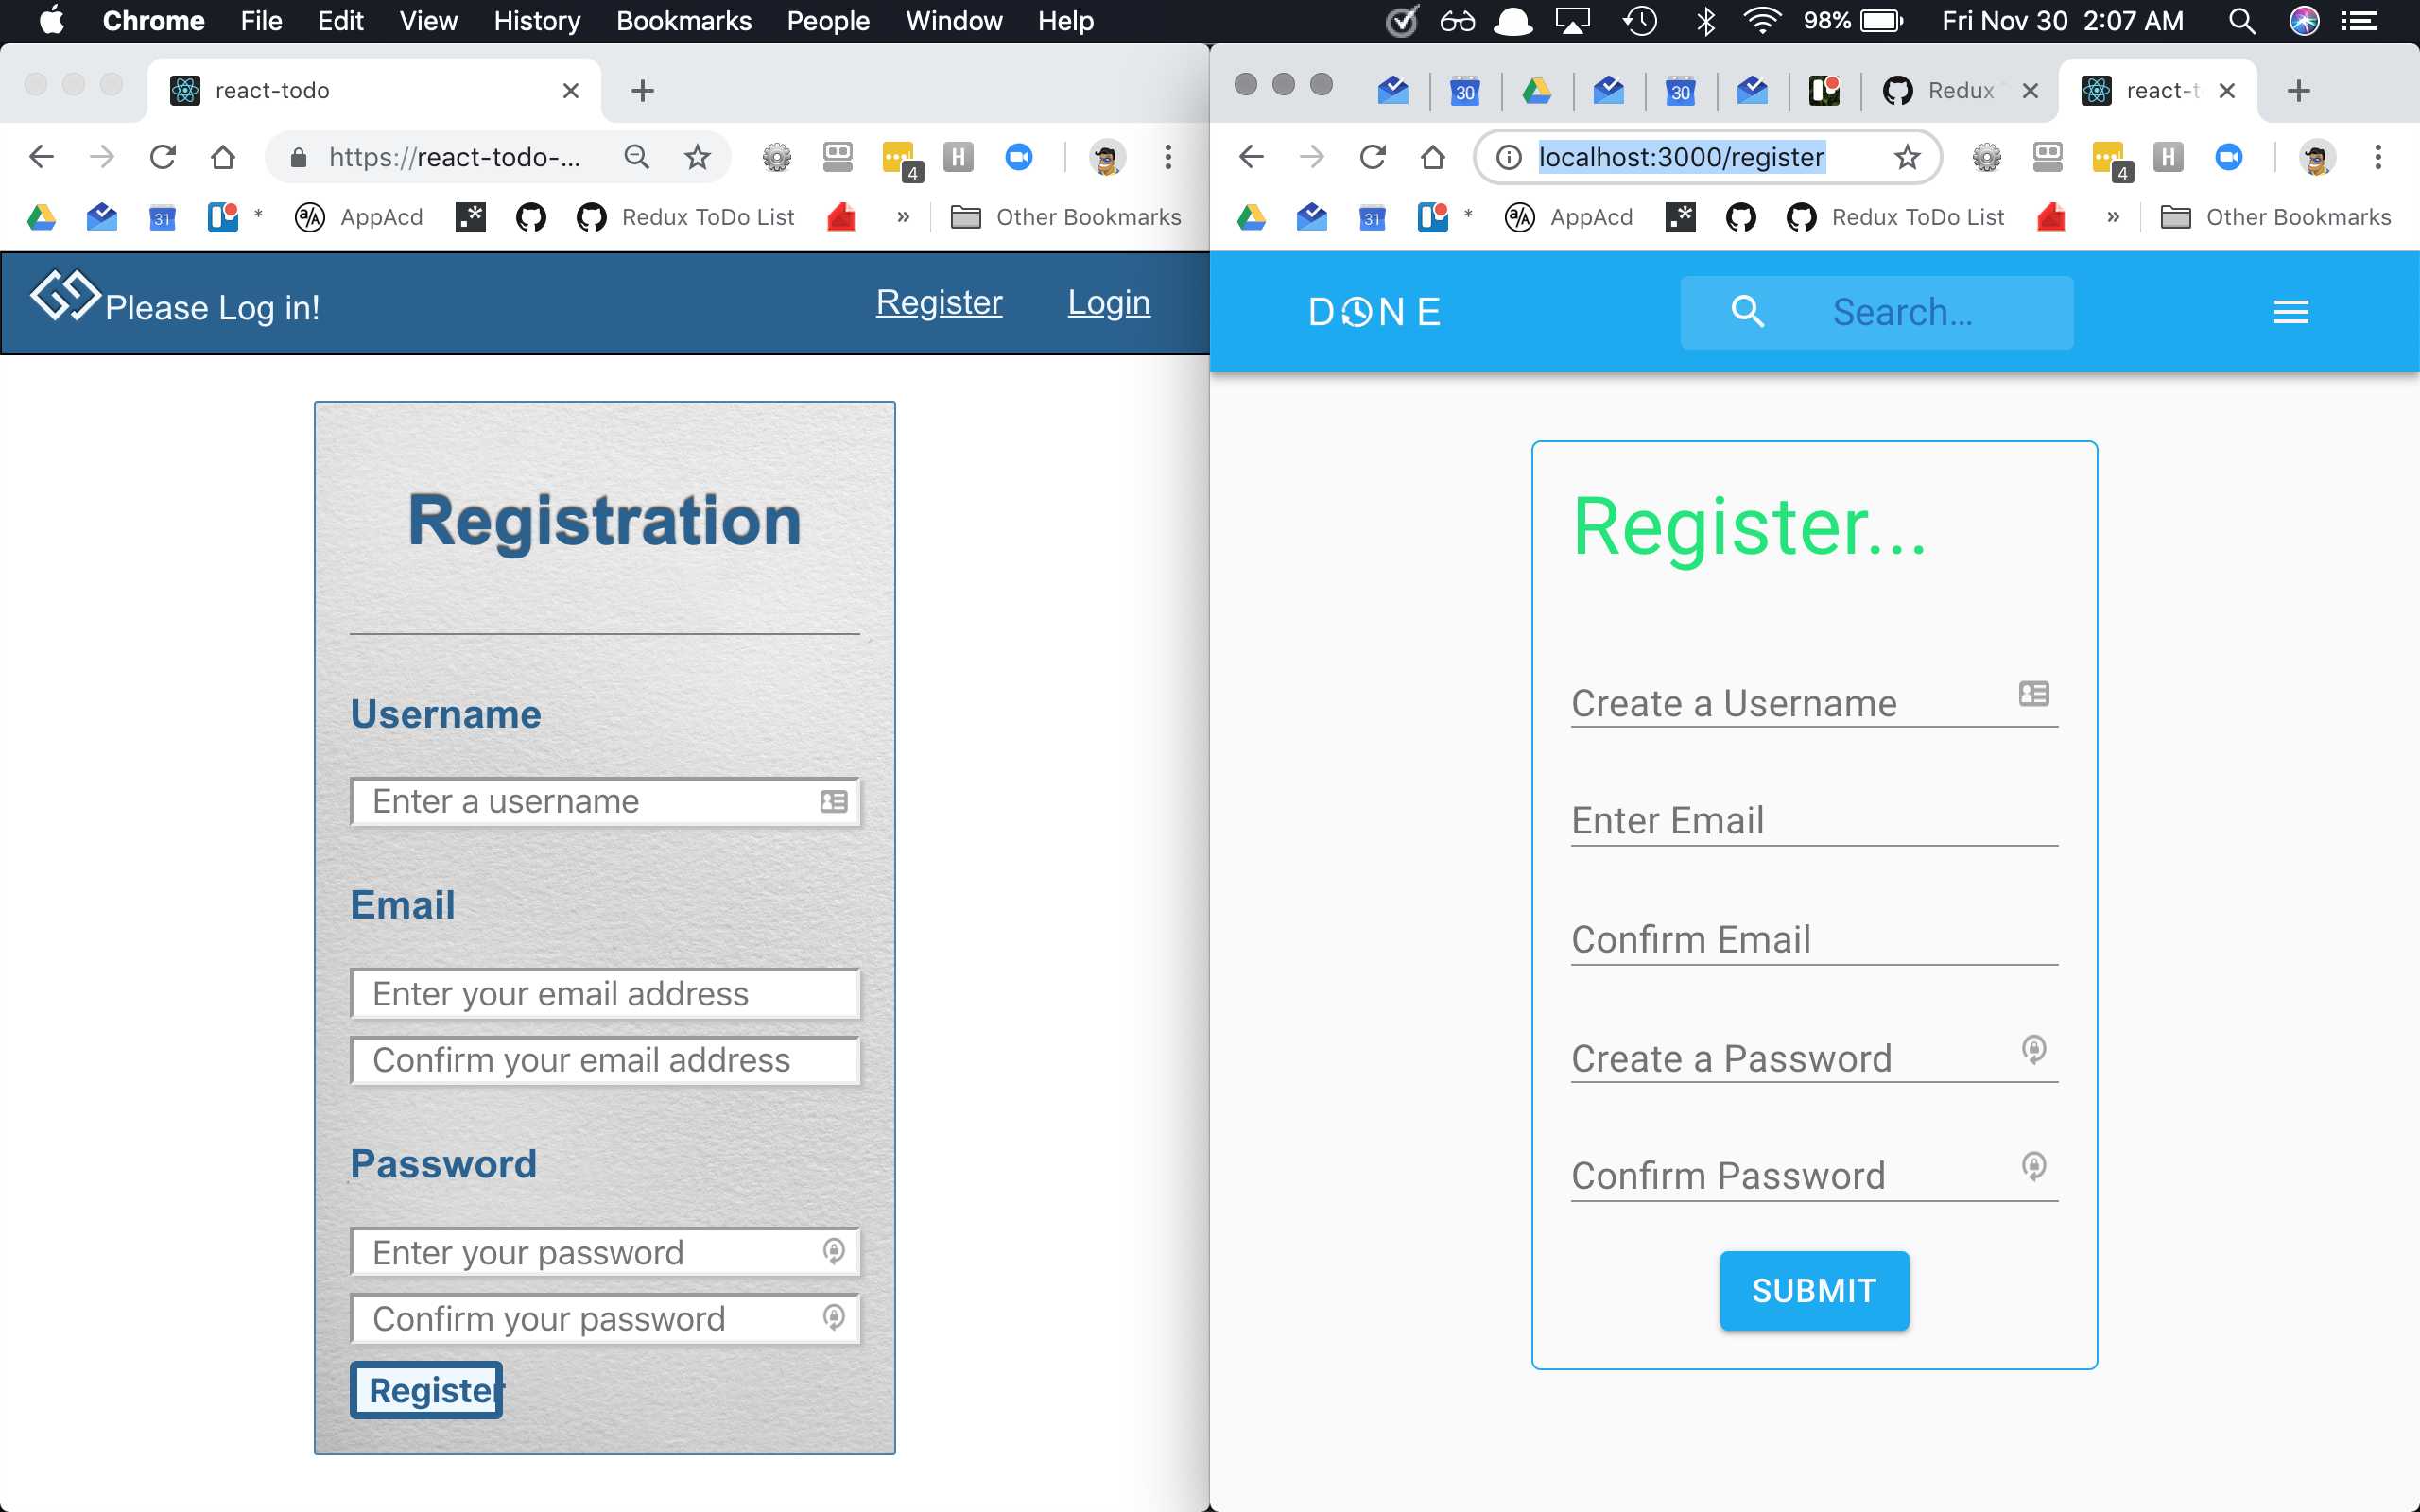 Chrome File Edit View History Bookmarks People Window Help 98% Fri Nov 30 2:07 AM
react-todo
https://react-todo-...
4
H
31
*
a/A AppAcd
.*
Redux ToDo List
»
Other Bookmarks
Please Log in!
Register
Login
Registration
Username
Enter a username
Email
Enter your email address
Confirm your email address
Password
Enter your password
Confirm your password
Register
30
30
Redux
react-t
localhost:3000/register
4
H
31
*
a/A AppAcd
.*
Redux ToDo List
»
Other Bookmarks
DONE
Search...
Register...
Create a Username
Enter Email
Confirm Email
Create a Password
Confirm Password
SUBMIT